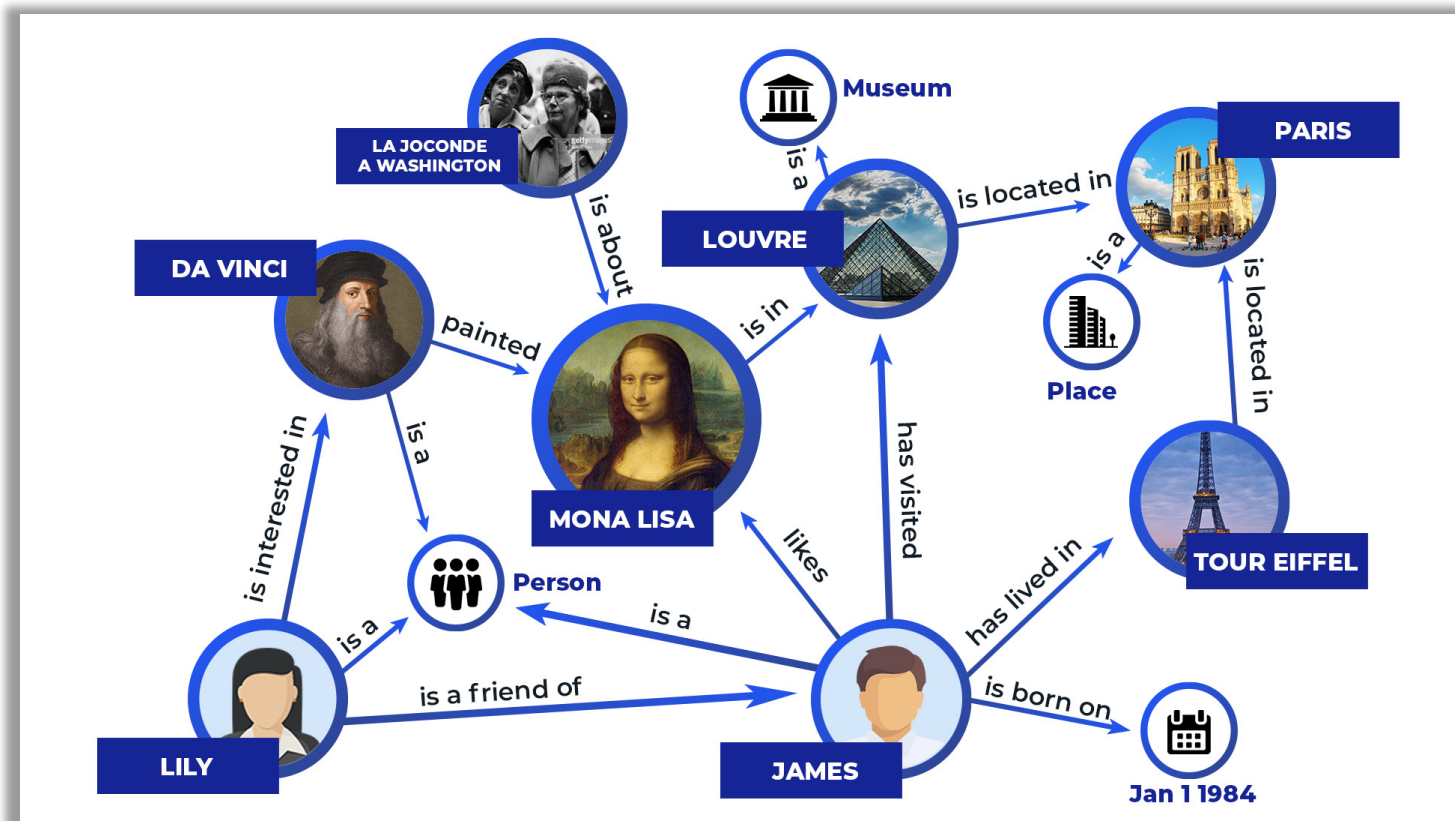 LA JOCONDE
A WASHINGTON
gettyimages
Museum
PARIS
is a
is located in
LOUVRE
is about
DA VINCI
is a
is located in
painted
is in
Place
is a
is interested in
has visited
MONA LISA
likes
has lived in
TOUR EIFFEL
Person
is a
is a
is a friend of
is born on
LILY
JAMES
Jan 1 1984